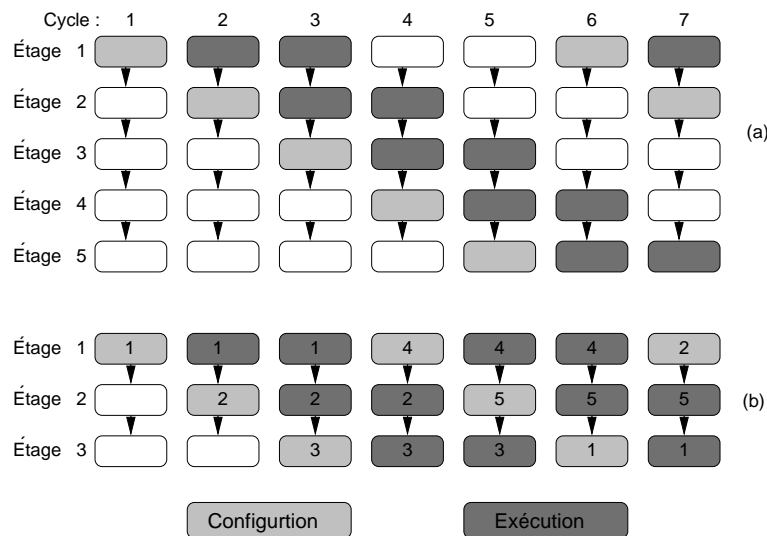 Cycle : 1 2 3 4 5 6 7
Étage 1
Étage 2
Étage 3
(a)
Étage 4
Étage 5
Étage 1 1 1 1 4 4 4 2
Étage 2 2 2 2 5 5 5
(b)
Étage 3 3 3 3 1 1
Configurtion Exécution